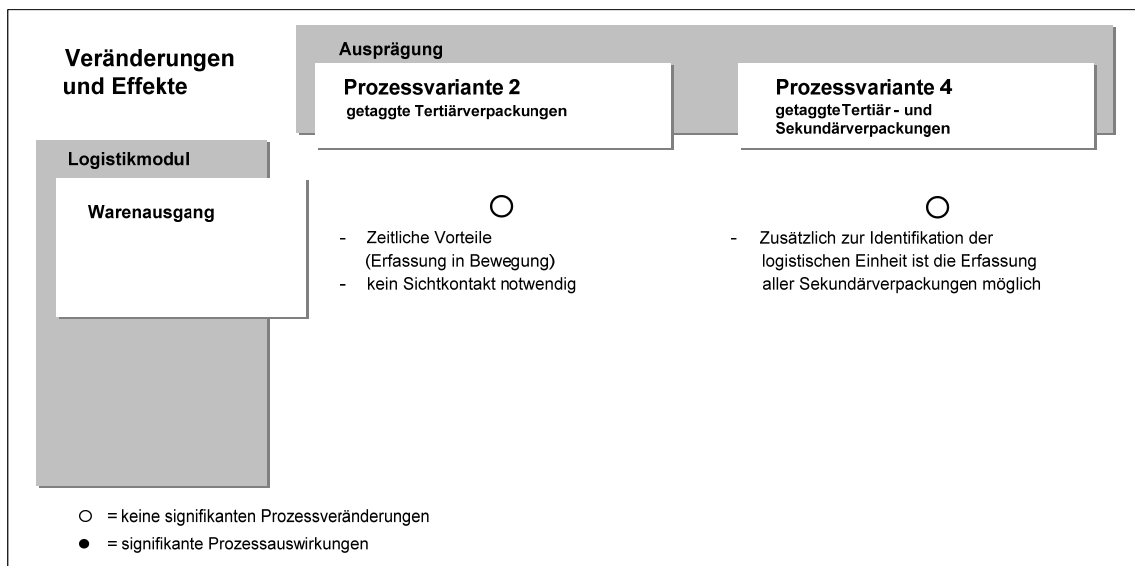 Veränderungen
und Effekte
Ausprägung
Prozessvariante 2
getaggte Tertiärverpackungen
Prozessvariante 4
getaggteTertiär - und
Sekundärverpackungen
Logistikmodul
Warenausgang
- Zeitliche Vorteile
(Erfassung in Bewegung)
- kein Sichtkontakt notwendig
- Zusätzlich zur Identifikation der
logistischen Einheit ist die Erfassung
aller Sekundärverpackungen möglich
○ = keine signifikanten Prozessveränderungen
● = signifikante Prozessauswirkungen